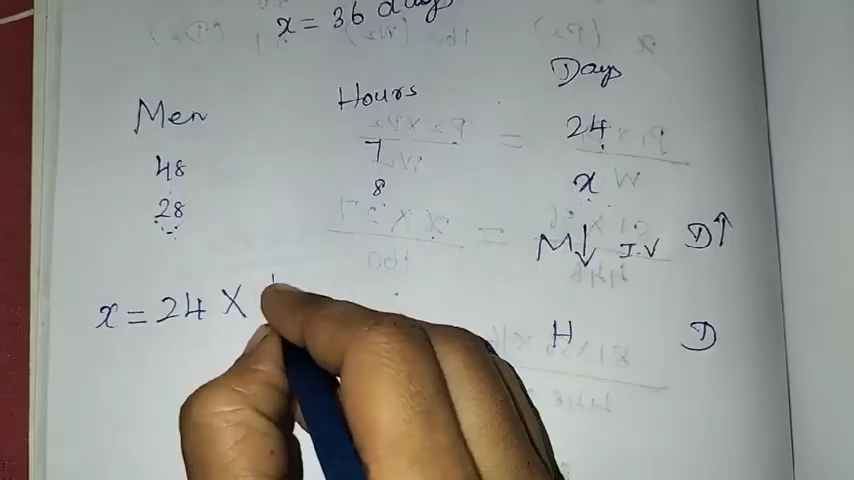 x = 36 days
Men Hours Days
48 7 24
28 8 x
M↓ I.V D↑
x = 24 X
H D